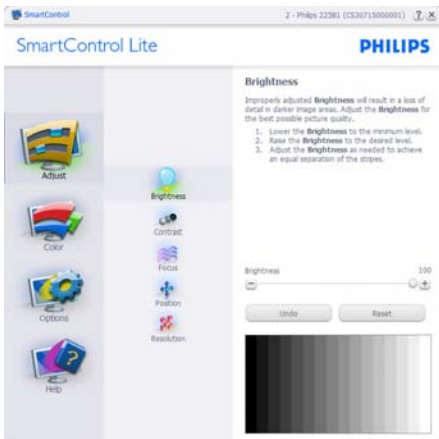 SmartControl
2 - Philips 225B1 (CS30715000001)
SmartControl Lite
PHILIPS
Adjust
Color
Options
Help
Brightness
Contrast
Focus
Position
Resolution
Brightness
Improperly adjusted Brightness will result in a loss of
detail in darker image areas. Adjust the Brightness for
the best possible picture quality.
1. Lower the Brightness to the minimum level.
2. Raise the Brightness to the desired level.
3. Adjust the Brightness as needed to achieve
an equal separation of the stripes.
Brightness 100
Undo Reset